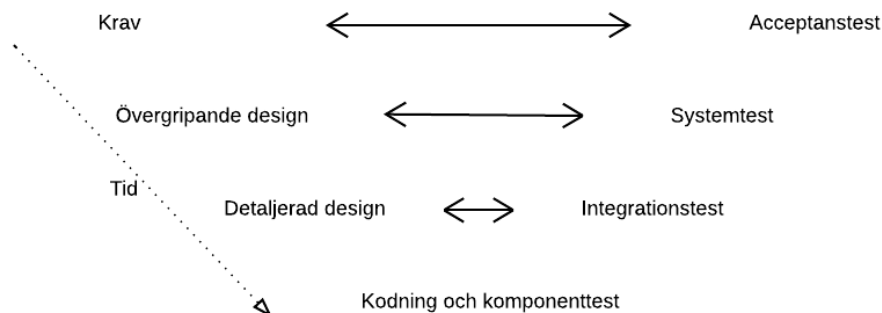 Krav
Acceptanstest
Övergripande design
Systemtest
Tid
Detaljerad design
Integrationstest
Kodning och komponenttest